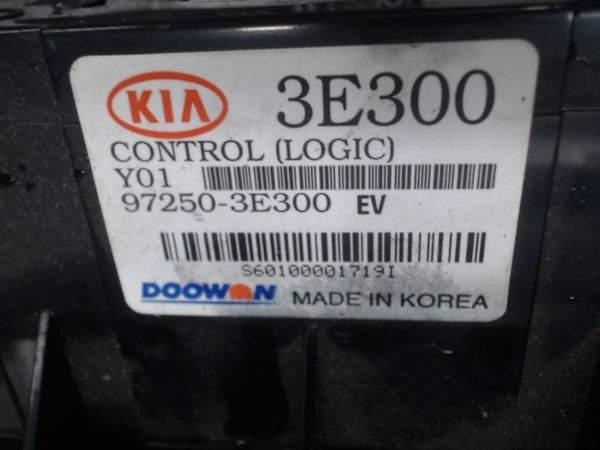 KIA 3E300
CONTROL (LOGIC)
Y01
97250-3E300 EV
S60100001719I
DOOWON MADE IN KOREA